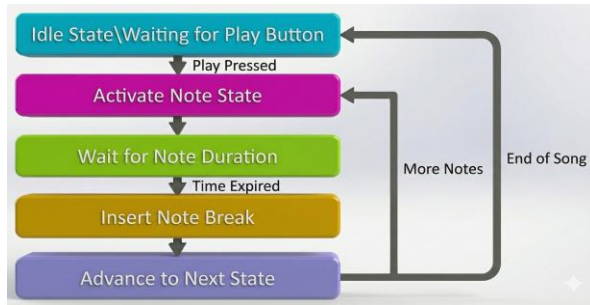 Idle State\Waiting for Play Button
Play Pressed
Activate Note State
Wait for Note Duration
Time Expired
Insert Note Break
Advance to Next State
More Notes
End of Song